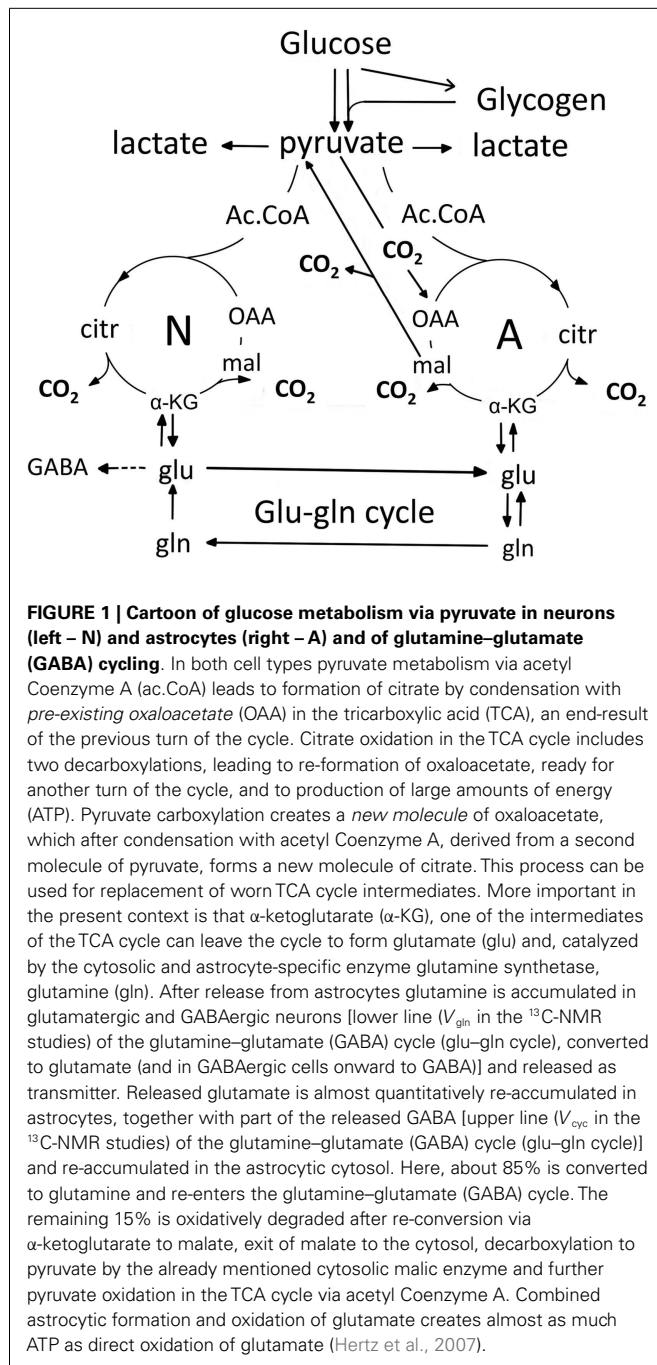 Glucose
Glycogen
lactate
pyruvate
lactate
Ac.CoA
Ac.CoA
CO2
CO2
citr
N
OAA
mal
OAA
mal
A
citr
CO2
α-KG
CO2
CO2
α-KG
CO2
GABA
glu
glu
Glu-gln cycle
gln
gln
FIGURE 1 | Cartoon of glucose metabolism via pyruvate in neurons
(left – N) and astrocytes (right – A) and of glutamine–glutamate
(GABA) cycling. In both cell types pyruvate metabolism via acetyl
Coenzyme A (ac.CoA) leads to formation of citrate by condensation with
pre-existing oxaloacetate (OAA) in the tricarboxylic acid (TCA), an end-result
of the previous turn of the cycle. Citrate oxidation in the TCA cycle includes
two decarboxylations, leading to re-formation of oxaloacetate, ready for
another turn of the cycle, and to production of large amounts of energy
(ATP). Pyruvate carboxylation creates a new molecule of oxaloacetate,
which after condensation with acetyl Coenzyme A, derived from a second
molecule of pyruvate, forms a new molecule of citrate. This process can be
used for replacement of worn TCA cycle intermediates. More important in
the present context is that α-ketoglutarate (α-KG), one of the intermediates
of the TCA cycle can leave the cycle to form glutamate (glu) and, catalyzed
by the cytosolic and astrocyte-specific enzyme glutamine synthetase,
glutamine (gln). After release from astrocytes glutamine is accumulated in
glutamatergic and GABAergic neurons [lower line (Vgln in the 13C-NMR
studies) of the glutamine–glutamate (GABA) cycle (glu–gln cycle), converted
to glutamate (and in GABAergic cells onward to GABA)] and released as
transmitter. Released glutamate is almost quantitatively re-accumulated in
astrocytes, together with part of the released GABA [upper line (Vcyc in the
13C-NMR studies) of the glutamine–glutamate (GABA) cycle (glu–gln cycle)]
and re-accumulated in the astrocytic cytosol. Here, about 85% is converted
to glutamine and re-enters the glutamine–glutamate (GABA) cycle. The
remaining 15% is oxidatively degraded after re-conversion via
α-ketoglutarate to malate, exit of malate to the cytosol, decarboxylation to
pyruvate by the already mentioned cytosolic malic enzyme and further
pyruvate oxidation in the TCA cycle via acetyl Coenzyme A. Combined
astrocytic formation and oxidation of glutamate creates almost as much
ATP as direct oxidation of glutamate (Hertz et al., 2007).